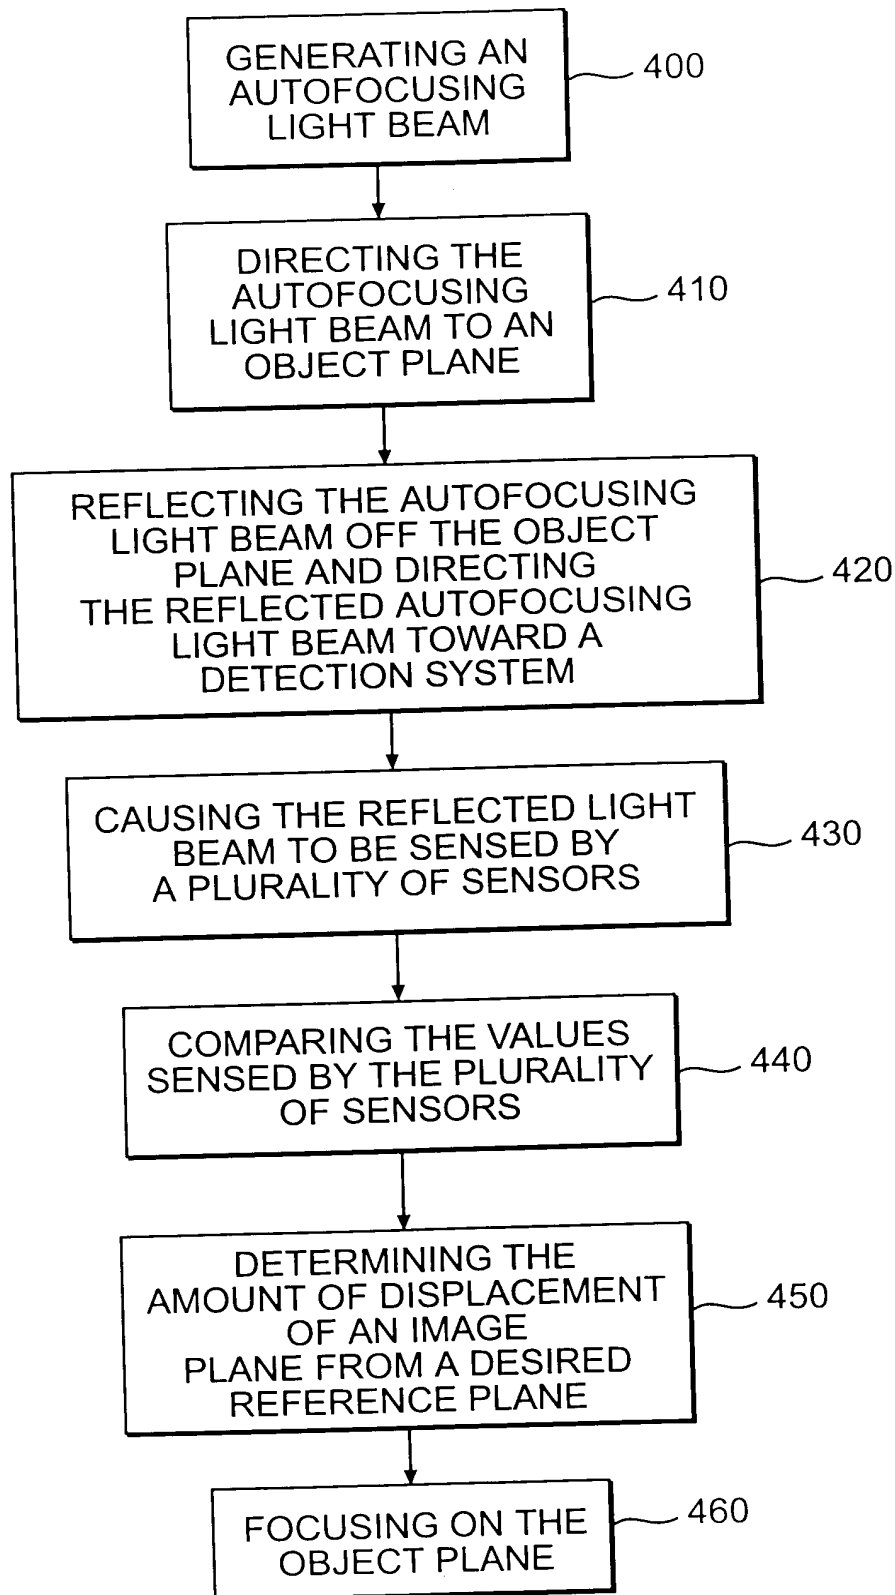 GENERATING AN
AUTOFOCUSING
LIGHT BEAM
400
DIRECTING THE
AUTOFOCUSING
LIGHT BEAM TO AN
OBJECT PLANE
410
REFLECTING THE AUTOFOCUSING
LIGHT BEAM OFF THE OBJECT
PLANE AND DIRECTING
THE REFLECTED AUTOFOCUSING
LIGHT BEAM TOWARD A
DETECTION SYSTEM
420
CAUSING THE REFLECTED LIGHT
BEAM TO BE SENSED BY
A PLURALITY OF SENSORS
430
COMPARING THE VALUES
SENSED BY THE PLURALITY
OF SENSORS
440
DETERMINING THE
AMOUNT OF DISPLACEMENT
OF AN IMAGE
PLANE FROM A DESIRED
REFERENCE PLANE
450
FOCUSING ON THE
OBJECT PLANE
460